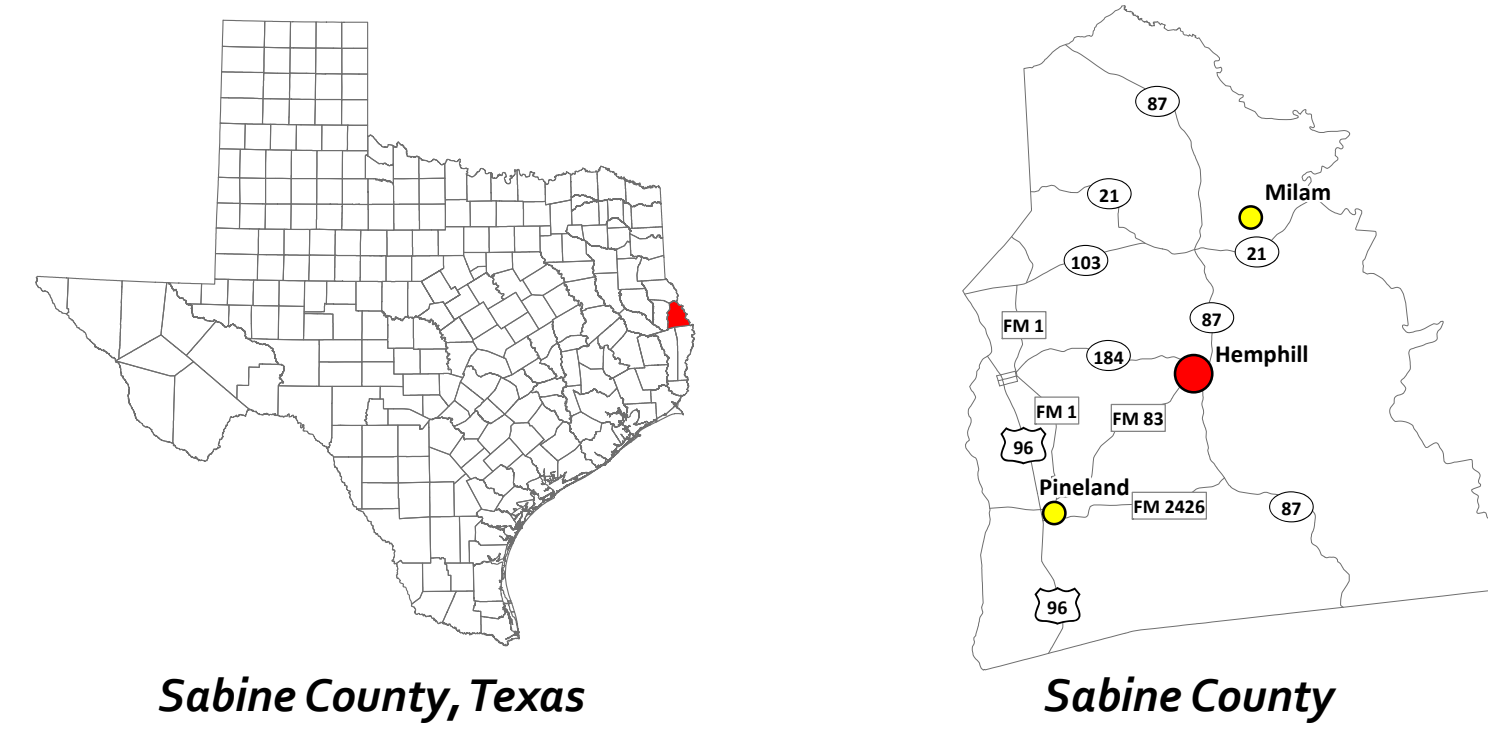 87
21
Milam
21
103
FM 1
87
184
Hemphill
FM 1
FM 83
96
Pineland
FM 2426
87
96
Sabine County, Texas
Sabine County